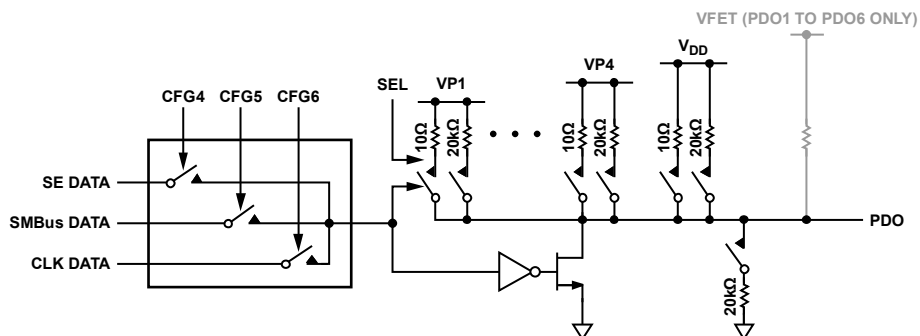 VFET (PDO1 TO PDO6 ONLY)
VDD
VP4
SEL
VP1
CFG4
CFG5
CFG6
10Ω
20kΩ
10Ω
20kΩ
10Ω
20kΩ
SE DATA
SMBus DATA
CLK DATA
PDO
20kΩ